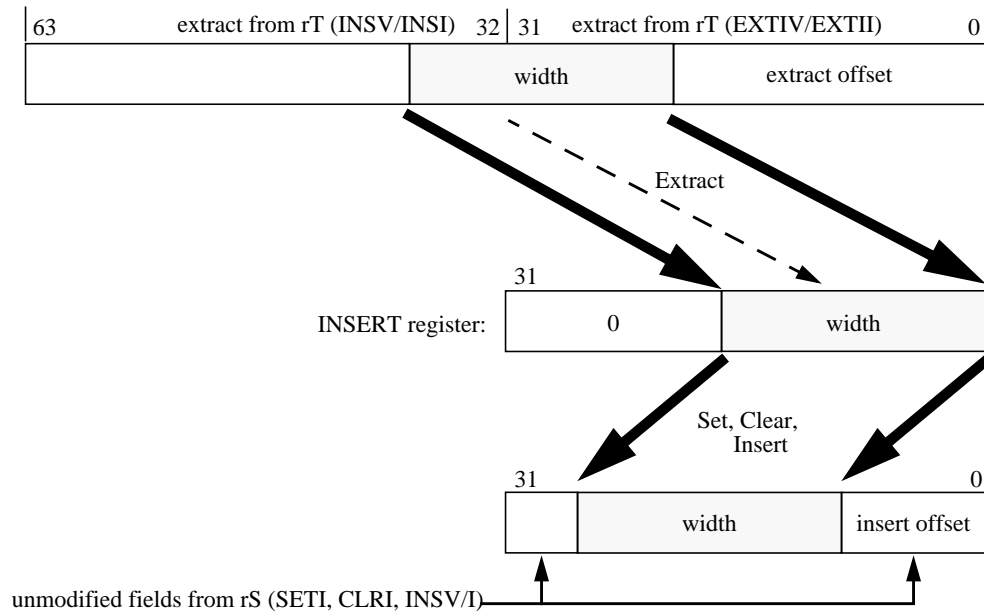 63 extract from rT (INSV/INSI) 32 31 extract from rT (EXTIV/EXTII) 0
width extract offset
Extract
31
INSERT register: 0 width
Set, Clear,
Insert
31 0
width insert offset
unmodified fields from rS (SETI, CLRI, INSV/I)